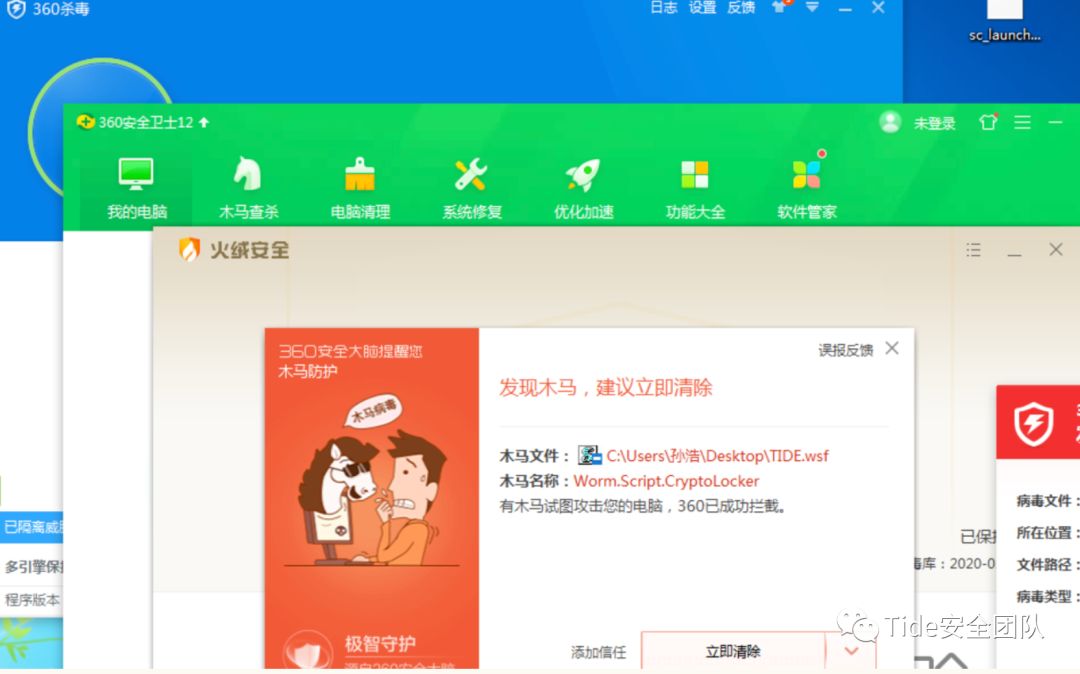 360杀毒
日志 设置 反馈
sc_launch...
360安全卫士12
未登录
我的电脑 木马查杀 电脑清理 系统修复 优化加速 功能大全 软件管家
火绒安全
360安全大脑提醒您
木马防护
木马病毒
误报反馈
发现木马，建议立即清除
木马文件： C:\Users\孙浩\Desktop\TIDE.wsf
木马名称：Worm.Script.CryptoLocker
有木马试图攻击您的电脑，360已成功拦截。
极智守护
源自360安全大脑
添加信任
立即清除
已隔离威
多引擎保
程序版本
已保
毒库：2020-0
病毒文件：
所在位置：
文件路径：
病毒类型：
Tide安全团队